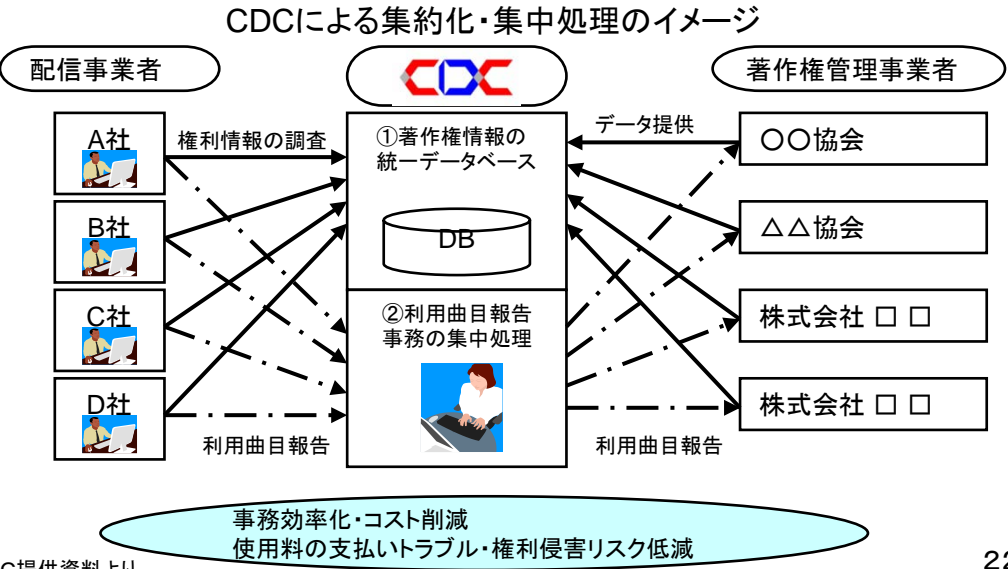 CDCによる集約化・集中処理のイメージ
配信事業者
CDC
著作権管理事業者
A社
権利情報の調査
①著作権情報の
統一データベース
データ提供
〇〇協会
B社
DB
△△協会
C社
②利用曲目報告
事務の集中処理
株式会社 □ □
D社
株式会社 □ □
利用曲目報告
利用曲目報告
事務効率化・コスト削減
使用料の支払いトラブル・権利侵害リスク低減
C提供資料より